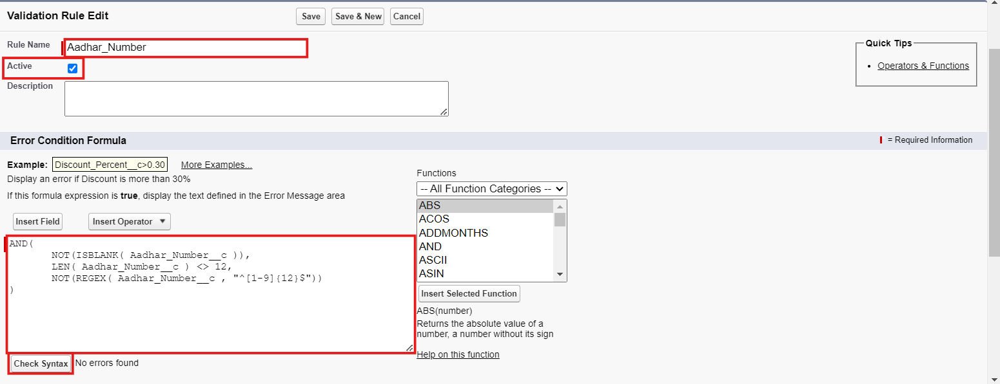 Validation Rule Edit
Save
Save & New
Cancel
Rule Name
Aadhar_Number
Active
Description
Quick Tips
• Operators & Functions
Error Condition Formula
= Required Information
Example: Discount_Percent__c>0.30 More Examples...
Display an error if Discount is more than 30%
If this formula expression is true, display the text defined in the Error Message area
Insert Field
Insert Operator
AND(
NOT(ISBLANK( Aadhar_Number__c )),
LEN( Aadhar_Number__c ) <> 12,
NOT(REGEX( Aadhar_Number__c , "^[1-9]{12}$"))
)
Check Syntax
No errors found
Functions
-- All Function Categories --
ABS
ACOS
ADDMONTHS
AND
ASCII
ASIN
Insert Selected Function
ABS(number)
Returns the absolute value of a
number, a number without its sign
Help on this function